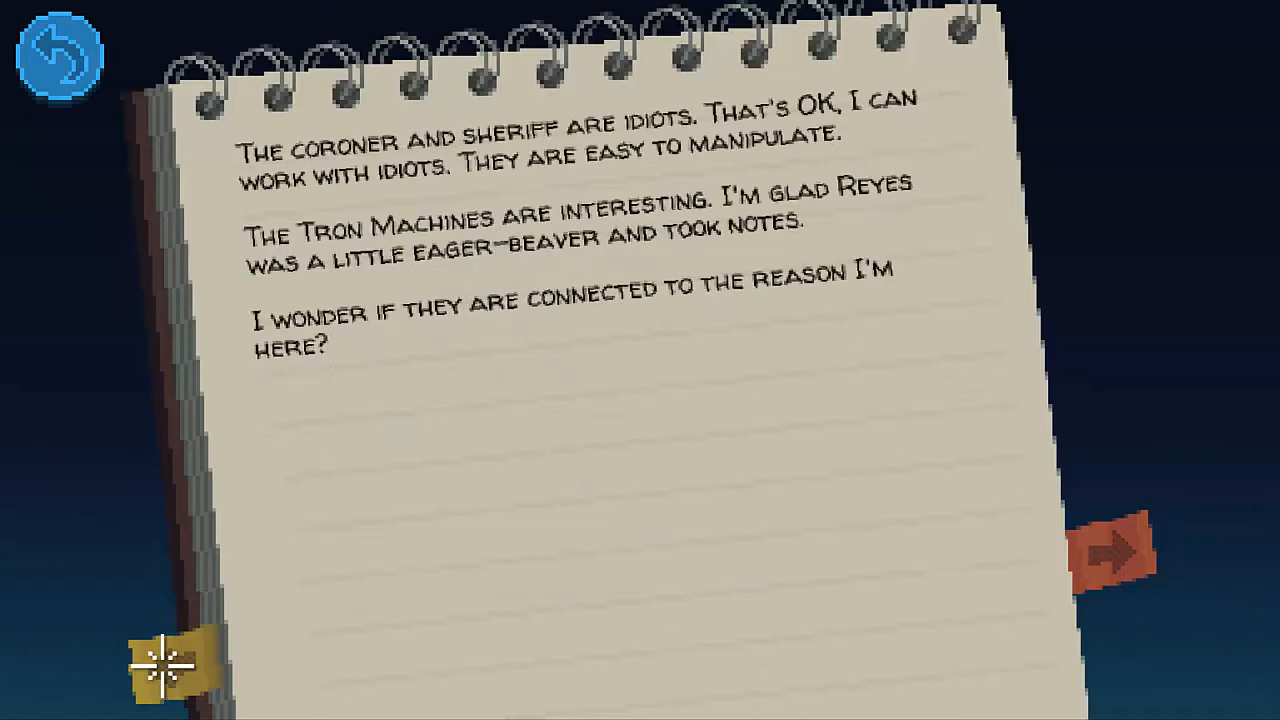 The coroner and sheriff are idiots. That's OK, I can
work with idiots. They are easy to manipulate.
The Tron Machines are interesting. I'm glad Reyes
was a little eager-beaver and took notes.
I wonder if they are connected to the reason I'm
here?